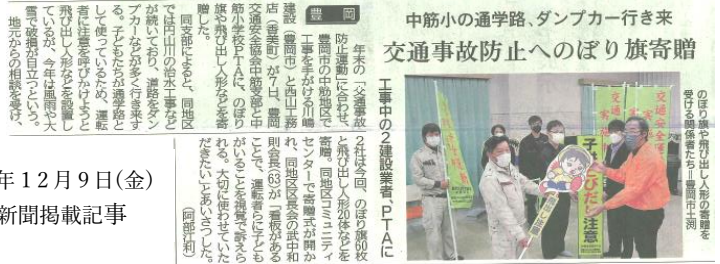 中筋小の通学路、ダンプカー行き来
交通事故防止へのぼり旗寄贈
工事中の2建設業者、PTAに
豊岡
年末の「交通事故
防止運動」に合わせ、
豊岡市の中筋地区で
工事を手がける川嶋
建設(豊岡市)と西山工務
店(香美町)が7日、豊岡
交通安全協会中筋支部と中
筋小学校PTAに、のぼり
旗や飛び出し人形などを寄
贈した。
同支部によると、同地区
では円山川の治水工事など
が続いており、道路をダン
プカーなどが多く行き来す
る。子どもたちが通学路と
して使っているため、運転
者に注意を呼びかけようと
飛び出し人形などを設置し
ているが、今年は風雨や大
雪で破損が目立つという。
地元からの相談を受け、
2社は今回、のぼり旗60枚
と飛び出し人形20体などを
寄贈。同地区コミュニティ
センターで寄贈式が開か
れ、同地区区長会の武中和
則会長(63)が「看板がある
ことで、運転者らに子ども
がいることを視覚で訴えら
れる。大切に使わせていた
だきたい」とあいさつした。
(阿部江利)
のぼり旗や飛び出し人形の寄贈を
受ける関係者たち=豊岡市土渕
子供とびだし注意
年12月9日(金)
新聞掲載記事